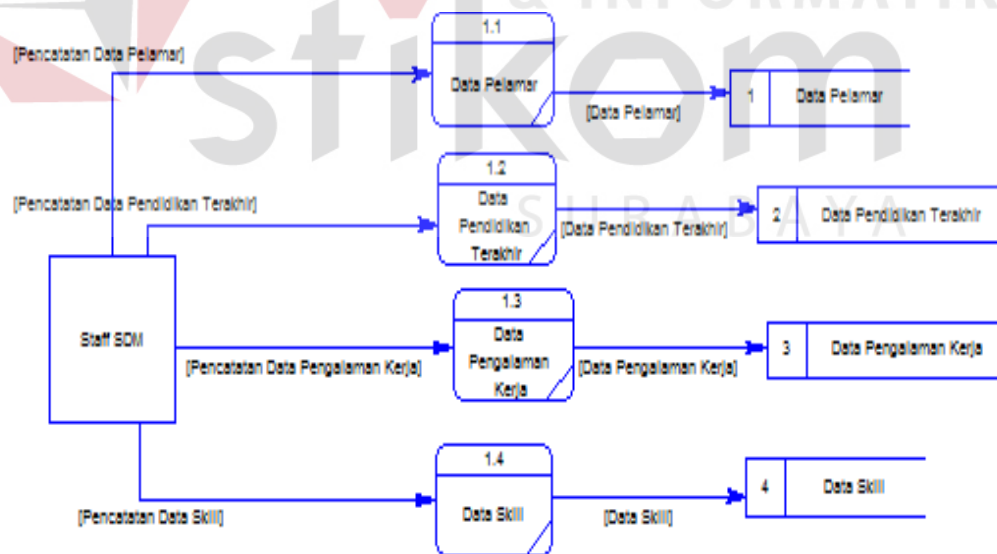 & INFORMATIKA
stikom
SURABAYA
[Pencatatan Data Pelamar]
1.1
Data Pelamar
[Data Pelamar]
1
Data Pelamar
[Pencatatan Data Pendidikan Terakhir]
1.2
Data
Pendidikan
Terakhir
[Data Pendidikan Terakhir]
2
Data Pendidikan Terakhir
Staff SDM
[Pencatatan Data Pengalaman Kerja]
1.3
Data
Pengalaman
Kerja
[Data Pengalaman Kerja]
3
Data Pengalaman Kerja
[Pencatatan Data Skill]
1.4
Data Skill
[Data Skill]
4
Data Skill